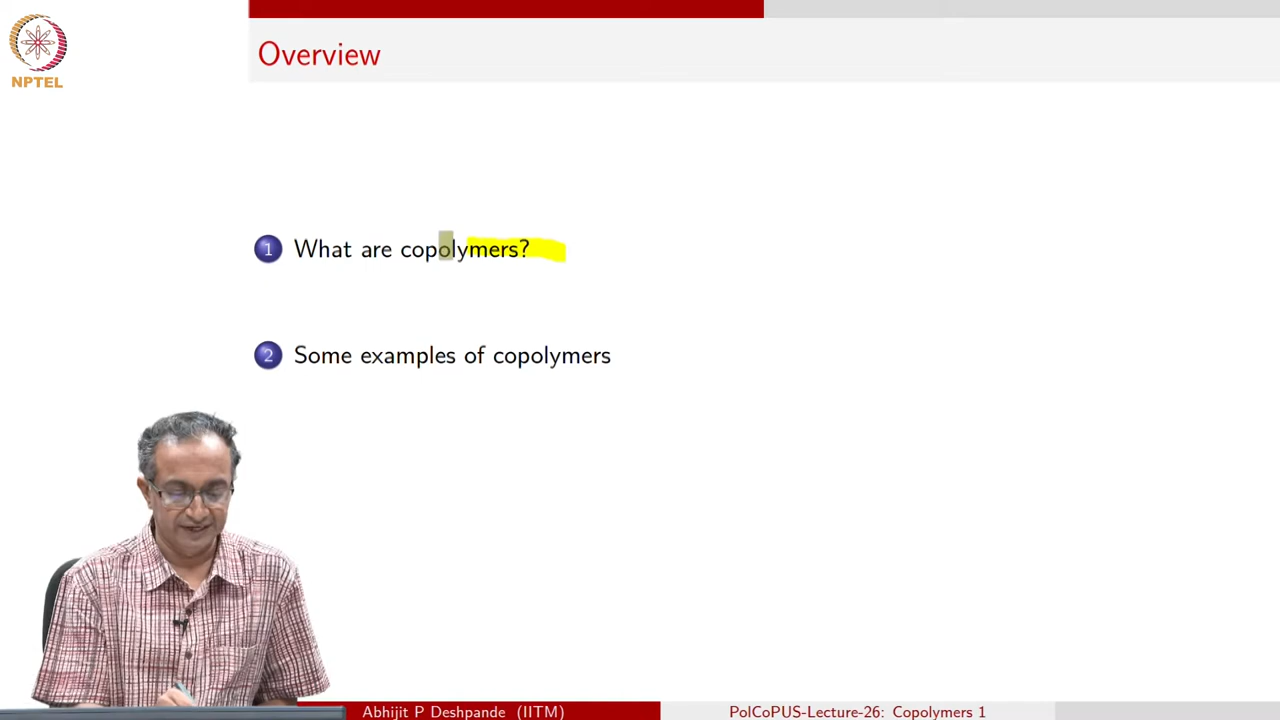 NPTEL
Overview
1 What are copolymers?
2 Some examples of copolymers
Abhijit P Deshpande (IITM)
PolCoPUS-Lecture-26: Copolymers 1